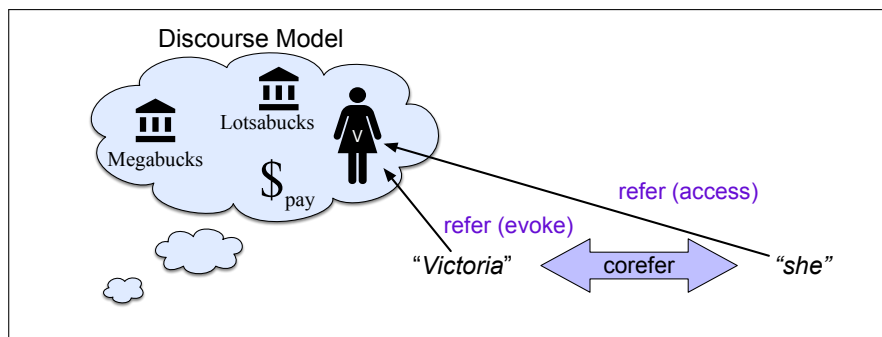 Discourse Model
Lotsabucks
V
Megabucks
$ pay
refer (access)
refer (evoke)
“Victoria”
corefer
“she”